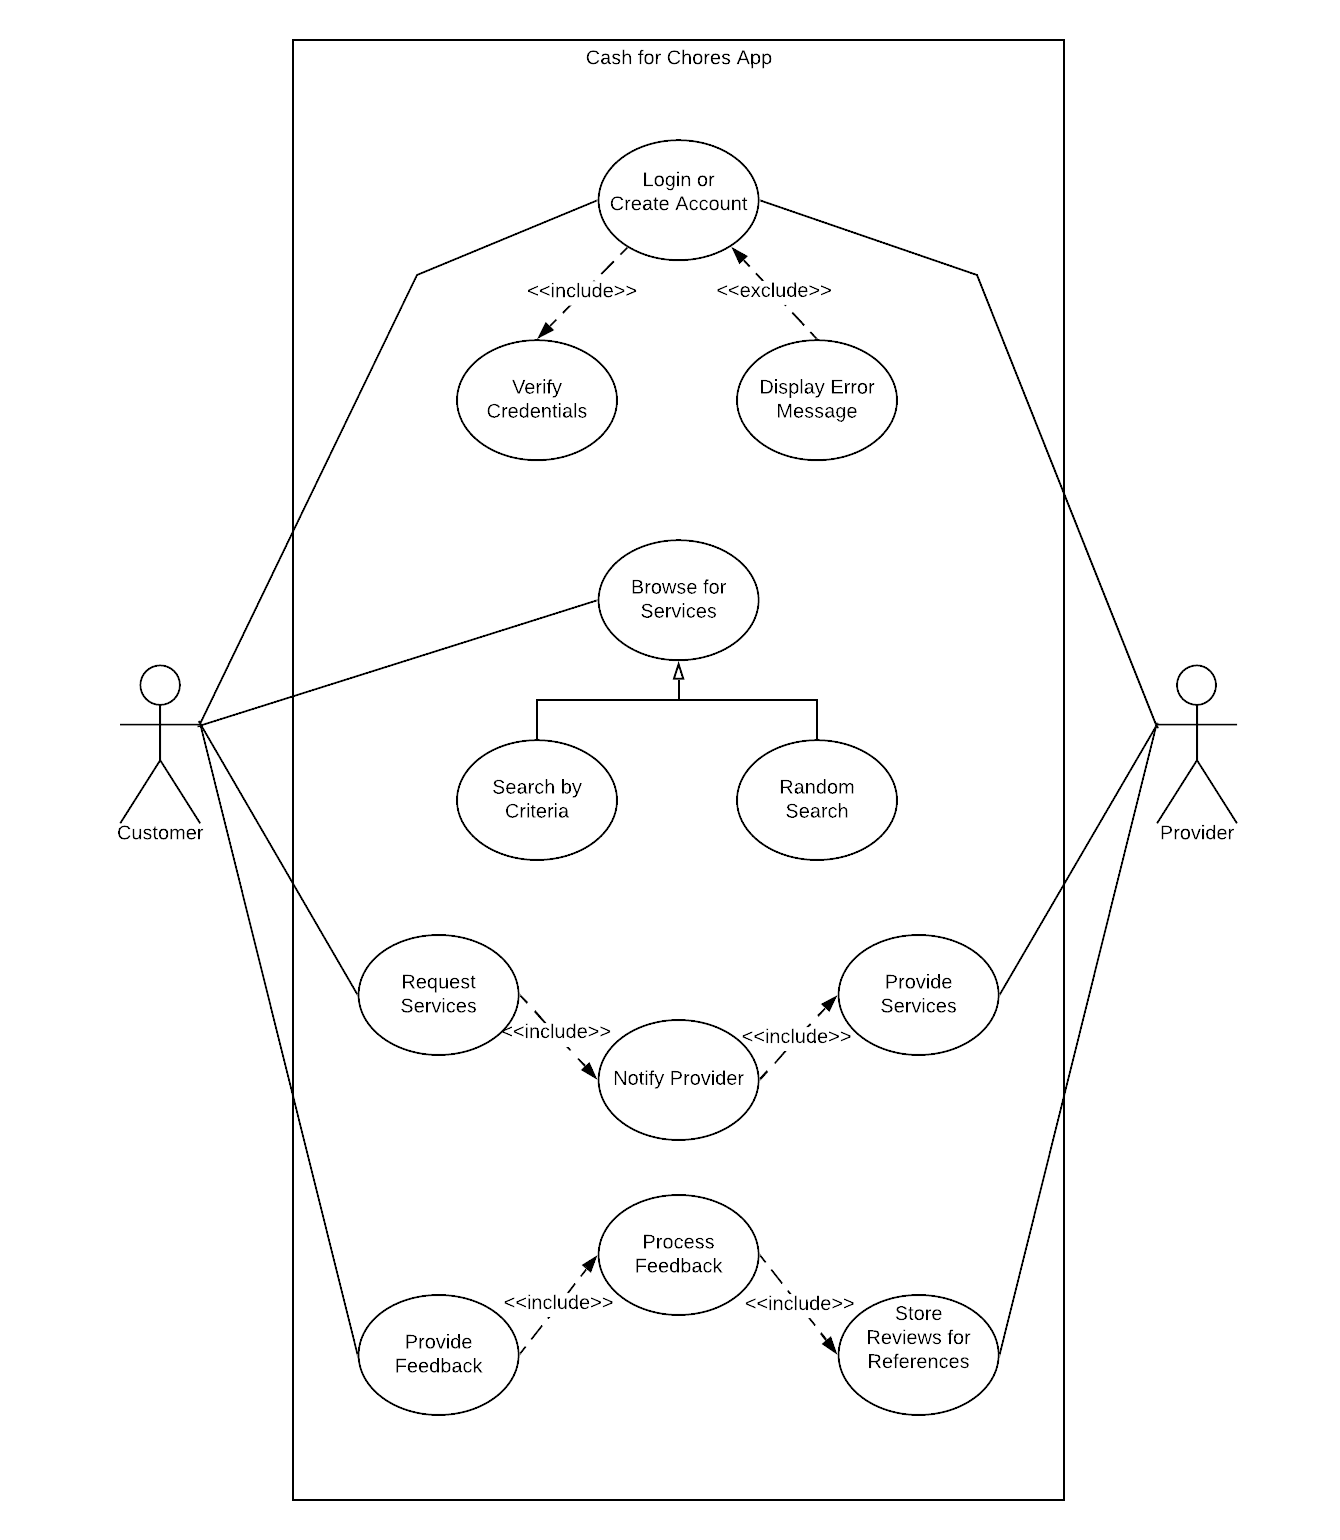 Cash for Chores App
Login or
Create Account
<<include>>
<<exclude>>
Verify
Credentials
Display Error
Message
Browse for
Services
Search by
Criteria
Random
Search
Customer
Provider
Request
Services
Provide
Services
<<include>>
<<include>>
Notify Provider
Process
Feedback
<<include>>
<<include>>
Provide
Feedback
Store
Reviews for
References